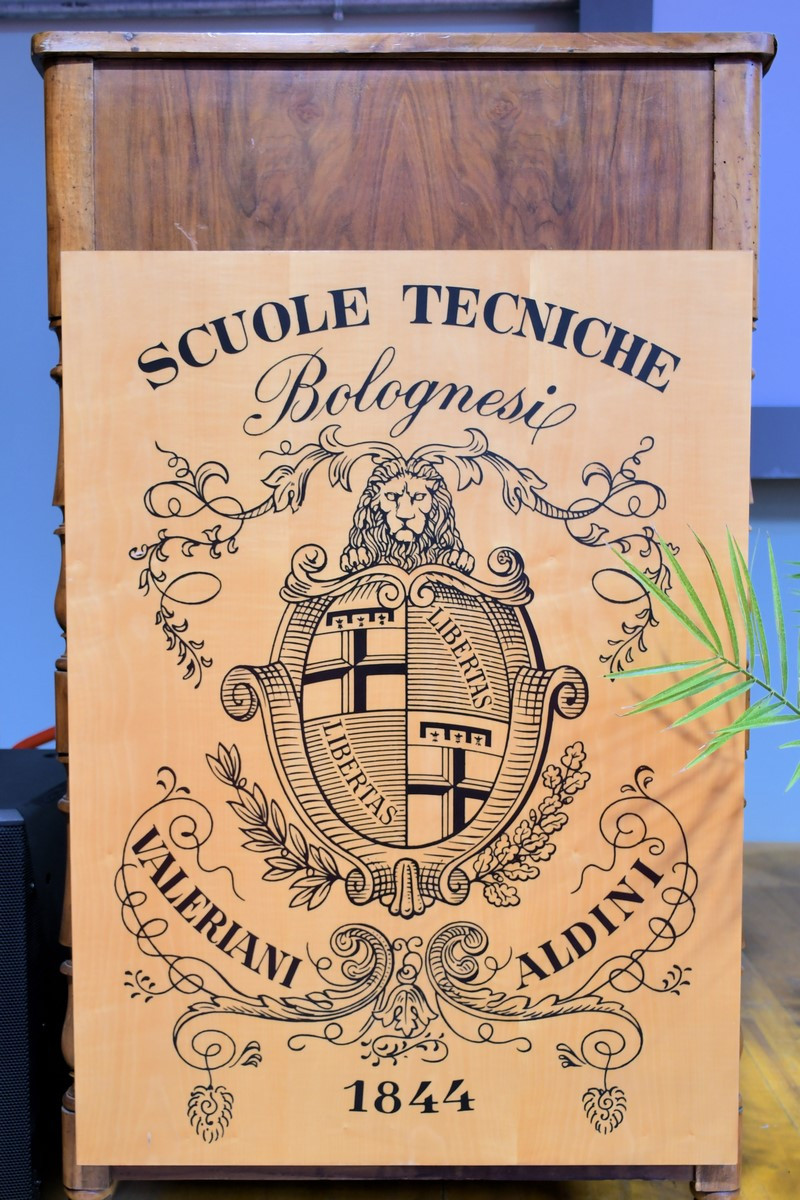 SCUOLE TECNICHE
Bolognesi
LIBERTAS
LIBERTAS
VALERIANI
ALDINI
1844